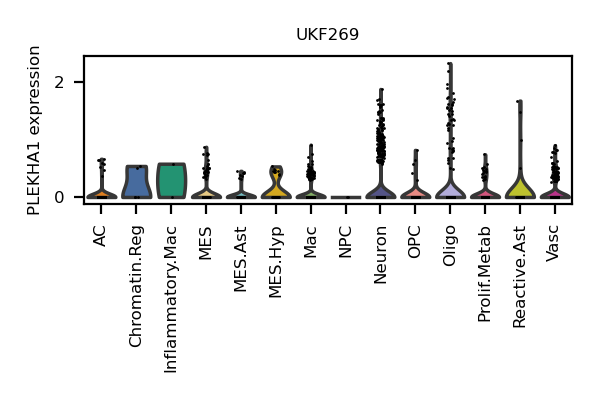 UKF269
PLEKHA1 expression
2
0
AC
Chromatin.Reg
Inflammatory.Mac
MES
MES.Ast
MES.Hyp
Mac
NPC
Neuron
OPC
Oligo
Prolif.Metab
Reactive.Ast
Vasc